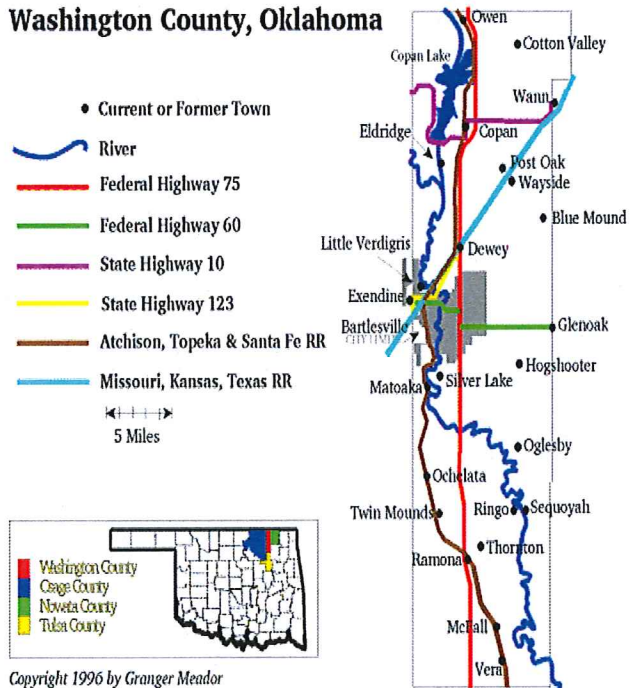 Washington County, Oklahoma
Current or Former Town
River
Federal Highway 75
Federal Highway 60
State Highway 10
State Highway 123
Atchison, Topeka & Santa Fe RR
Missouri, Kansas, Texas RR
5 Miles
Washington County
Osage County
Nowata County
Tulsa County
Copyright 1996 by Granger Meador
Owen
Cotton Valley
Copan Lake
Wann
Copan
Eldridge
Post Oak
Wayside
Blue Mound
Little Verdigris
Dewey
Exendine
Bartlesville
CITY LIMITS
Glenoak
Hogshooter
Silver Lake
Matoaka
Oglesby
Ochelata
Twin Mounds
Ringo
Sequoyah
Thornton
Ramona
McFall
Vera